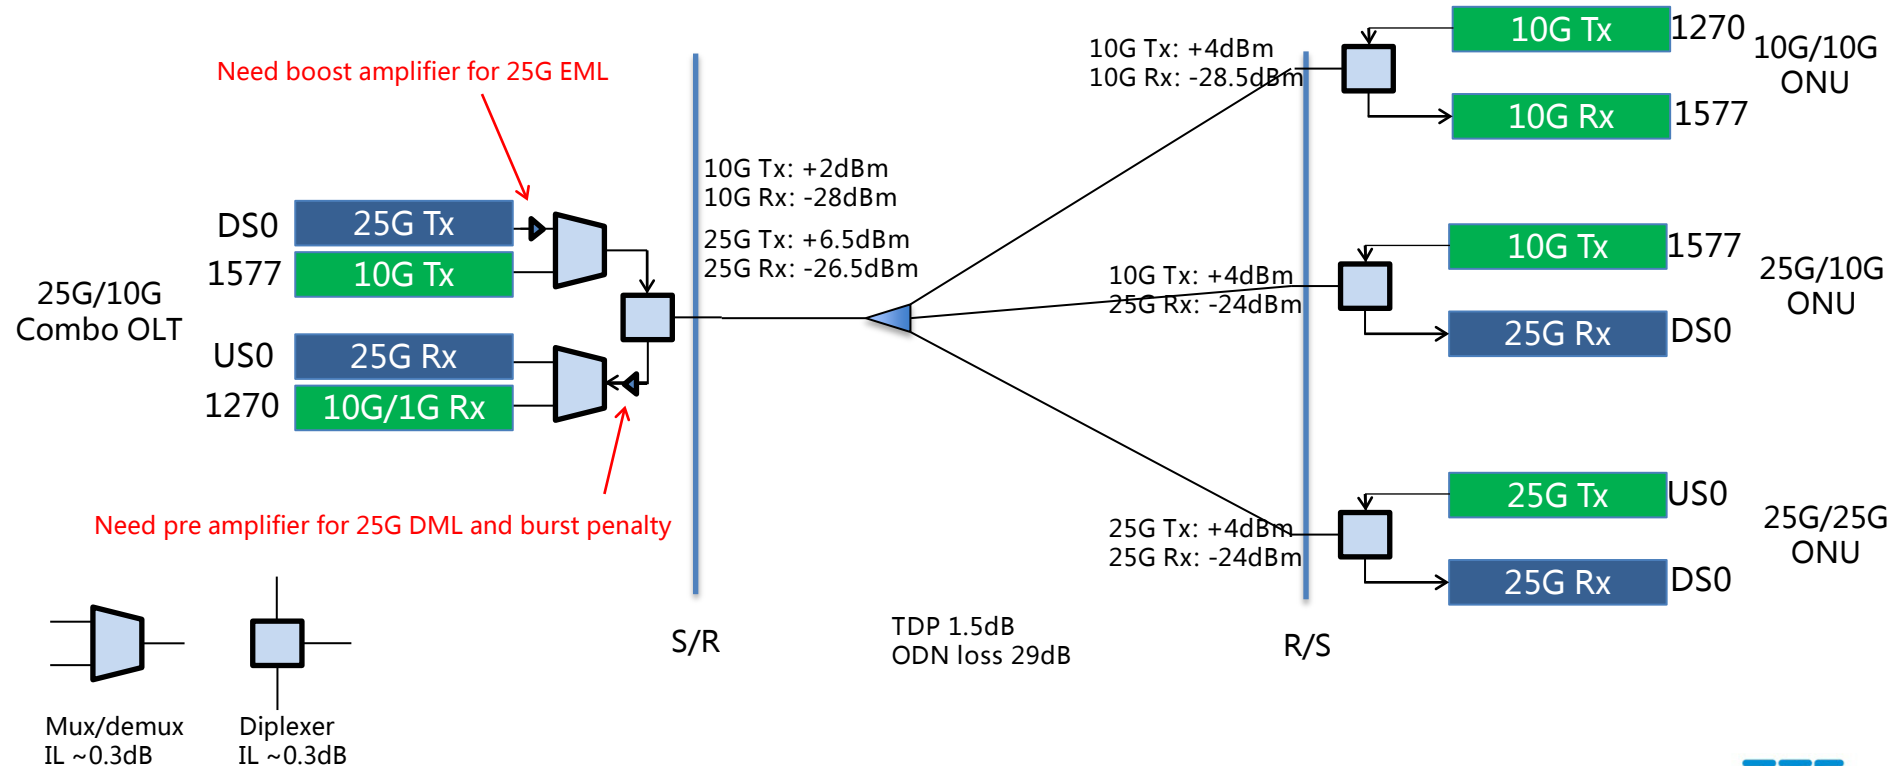 Need boost amplifier for 25G EML
10G Tx: +4dBm
10G Rx: -28.5dBm
10G Tx
1270
10G/10G
ONU
10G Rx
1577
10G Tx: +2dBm
10G Rx: -28dBm
25G Tx: +6.5dBm
25G Rx: -26.5dBm
DS0
25G Tx
1577
10G Tx
25G/10G
Combo OLT
US0
25G Rx
1270
10G/1G Rx
10G Tx: +4dBm
25G Rx: -24dBm
10G Tx
1577
25G/10G
ONU
25G Rx
DS0
Need pre amplifier for 25G DML and burst penalty
25G Tx: +4dBm
25G Rx: -24dBm
25G Tx
US0
25G/25G
ONU
25G Rx
DS0
S/R
TDP 1.5dB
ODN loss 29dB
R/S
Mux/demux
IL ~0.3dB
Diplexer
IL ~0.3dB